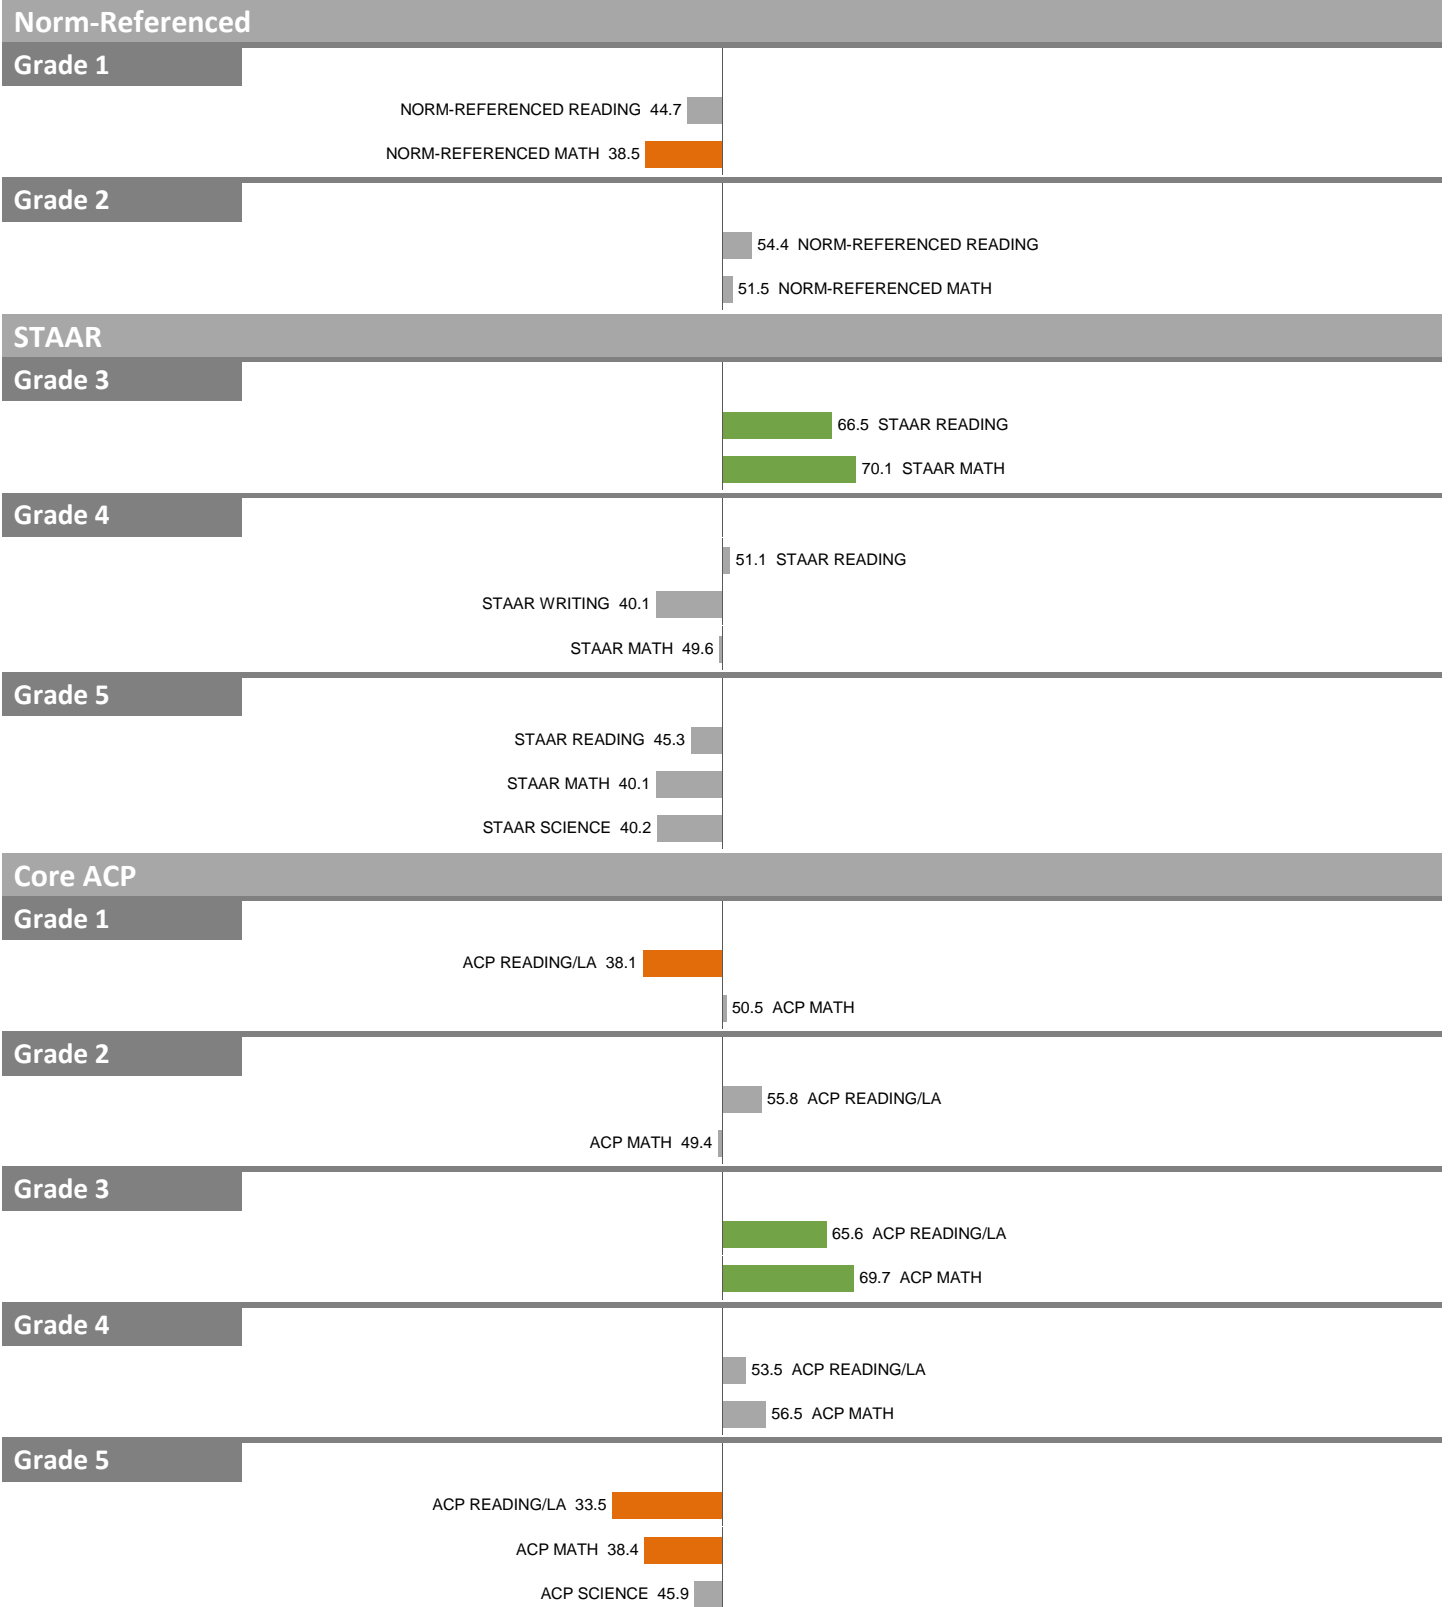 Norm-Referenced
Grade 1
NORM-REFERENCED READING 44.7
NORM-REFERENCED MATH 38.5
Grade 2
54.4 NORM-REFERENCED READING
51.5 NORM-REFERENCED MATH
STAAR
Grade 3
66.5 STAAR READING
70.1 STAAR MATH
Grade 4
51.1 STAAR READING
STAAR WRITING 40.1
STAAR MATH 49.6
Grade 5
STAAR READING 45.3
STAAR MATH 40.1
STAAR SCIENCE 40.2
Core ACP
Grade 1
ACP READING/LA 38.1
50.5 ACP MATH
Grade 2
55.8 ACP READING/LA
ACP MATH 49.4
Grade 3
65.6 ACP READING/LA
69.7 ACP MATH
Grade 4
53.5 ACP READING/LA
56.5 ACP MATH
Grade 5
ACP READING/LA 33.5
ACP MATH 38.4
ACP SCIENCE 45.9